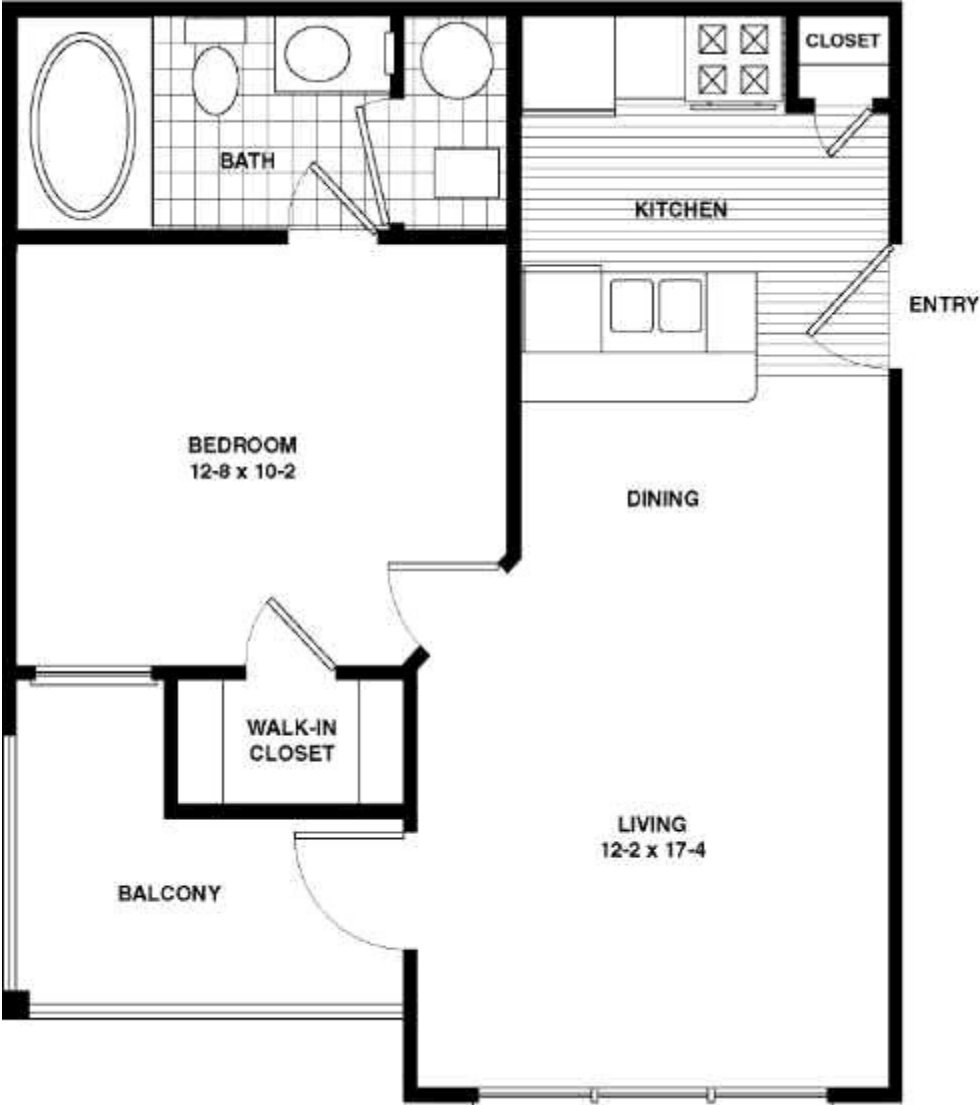 CLOSET
BATH
KITCHEN
ENTRY
BEDROOM
12-8 x 10-2
DINING
WALK-IN
CLOSET
LIVING
12-2 x 17-4
BALCONY